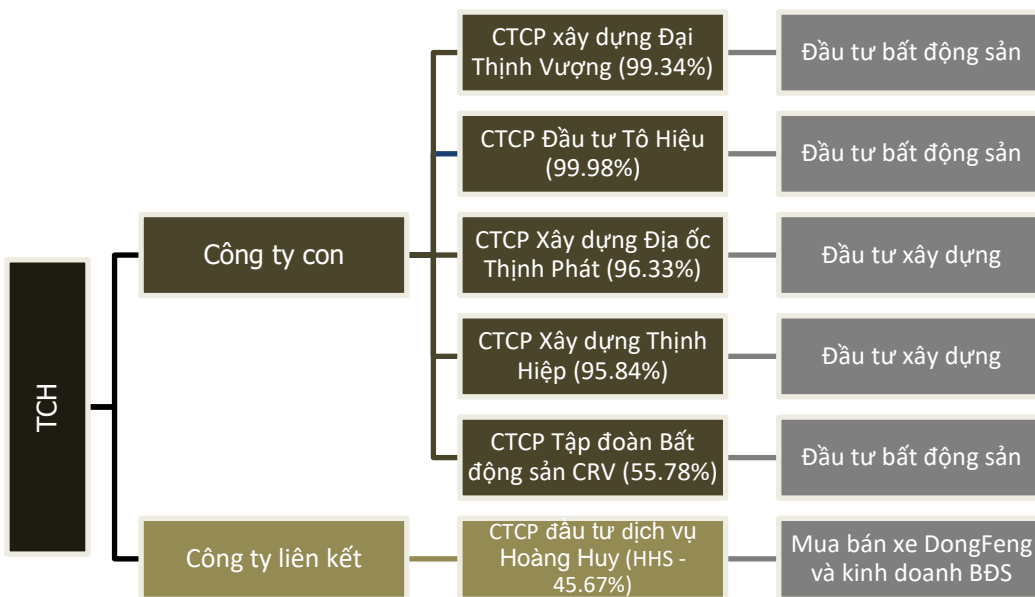 TCH
Công ty con
CTCP xây dựng Đại
Thịnh Vượng (99.34%)
Đầu tư bất động sản
CTCP Đầu tư Tô Hiệu
(99.98%)
Đầu tư bất động sản
CTCP Xây dựng Địa ốc
Thịnh Phát (96.33%)
Đầu tư xây dựng
CTCP Xây dựng Thịnh
Hiệp (95.84%)
Đầu tư xây dựng
CTCP Tập đoàn Bất
động sản CRV (55.78%)
Đầu tư bất động sản
Công ty liên kết
CTCP đầu tư dịch vụ
Hoàng Huy (HHS -
45.67%)
Mua bán xe DongFeng
và kinh doanh BĐS